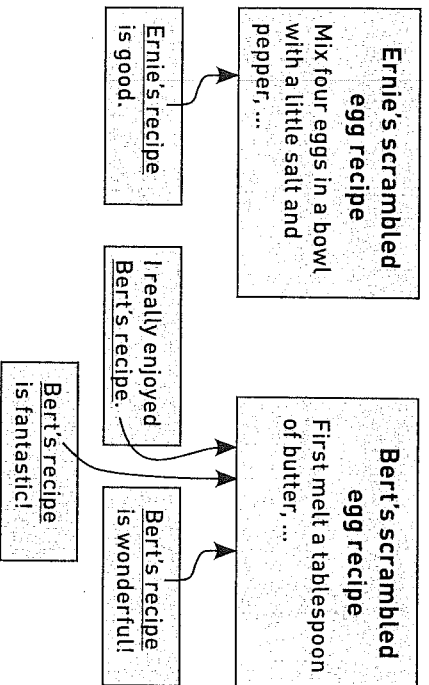 Ernie's scrambled
egg recipe
Mix four eggs in a bowl
with a little salt and
pepper, ...
Ernie's recipe
is good.
Bert's scrambled
egg recipe
First melt a tablespoon
of butter, ...
I really enjoyed
Bert's recipe.
Bert's recipe
is fantastic!
Bert's recipe
is wonderful!